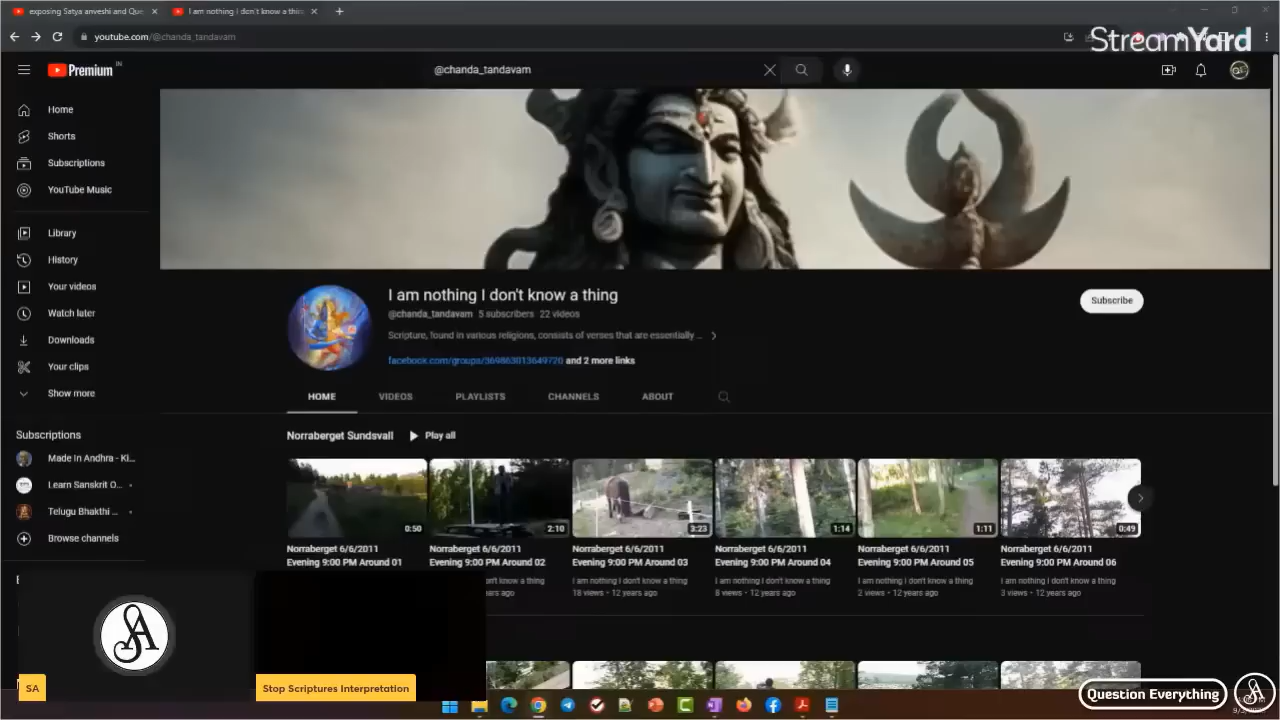 exposing Satya anveshi and Que
I am nothing I don't know a thin
youtube.com/@chanda_tandavam
StreamYard
Premium IN
@chanda_tandavam
Home
Shorts
Subscriptions
YouTube Music
Library
History
Your videos
Watch later
Downloads
Your clips
Show more
Subscriptions
Made In Andhra - Ki...
Learn Sanskrit O...
Telugu Bhakthi ...
Browse channels
I am nothing I don't know a thing
@chanda_tandavam 5 subscribers 22 videos
Scripture, found in various religions, consists of verses that are essentially ...
facebook.com/groups/369863013649720 and 2 more links
Subscribe
HOME VIDEOS PLAYLISTS CHANNELS ABOUT
Norraberget Sundsvall Play all
0:50
2:10
3:23
1:14
1:11
0:49
Norraberget 6/6/2011
Evening 9:00 PM Around 01
Norraberget 6/6/2011
Evening 9:00 PM Around 02
't know a thing
years ago
Norraberget 6/6/2011
Evening 9:00 PM Around 03
I am nothing I don't know a thing
18 views • 12 years ago
Norraberget 6/6/2011
Evening 9:00 PM Around 04
I am nothing I don't know a thing
8 views • 12 years ago
Norraberget 6/6/2011
Evening 9:00 PM Around 05
I am nothing I don't know a thing
2 views • 12 years ago
Norraberget 6/6/2011
Evening 9:00 PM Around 06
I am nothing I don't know a thing
3 views • 12 years ago
SA
SA
Stop Scriptures Interpretation
Question Everything